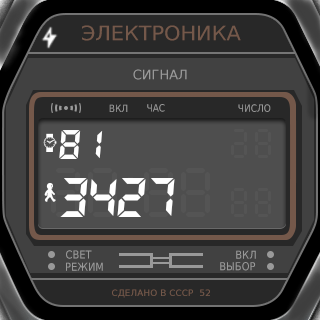 ЭЛЕКТРОНИКА
СИГНАЛ
ВКЛ ЧАС ЧИСЛО
81
3427
СВЕТ ВКЛ
РЕЖИМ ВЫБОР
СДЕЛАНО В СССР 52